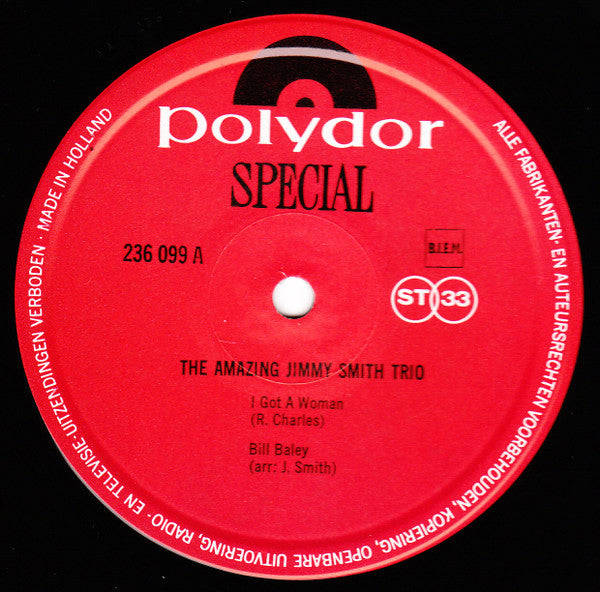 polydor
SPECIAL
236 099 A
B.I.E.M.
ST 33
THE AMAZING JIMMY SMITH TRIO
I Got A Woman
(R. Charles)
Bill Baley
(arr: J. Smith)
ALLE FABRIKANTEN- EN AUTEURSRECHTEN VOORBEHOUDEN, KOPIERING, OPENBARE UITVOERING, RADIO- EN TELEVISIE-UITZENDINGEN VERBODEN · MADE IN HOLLAND